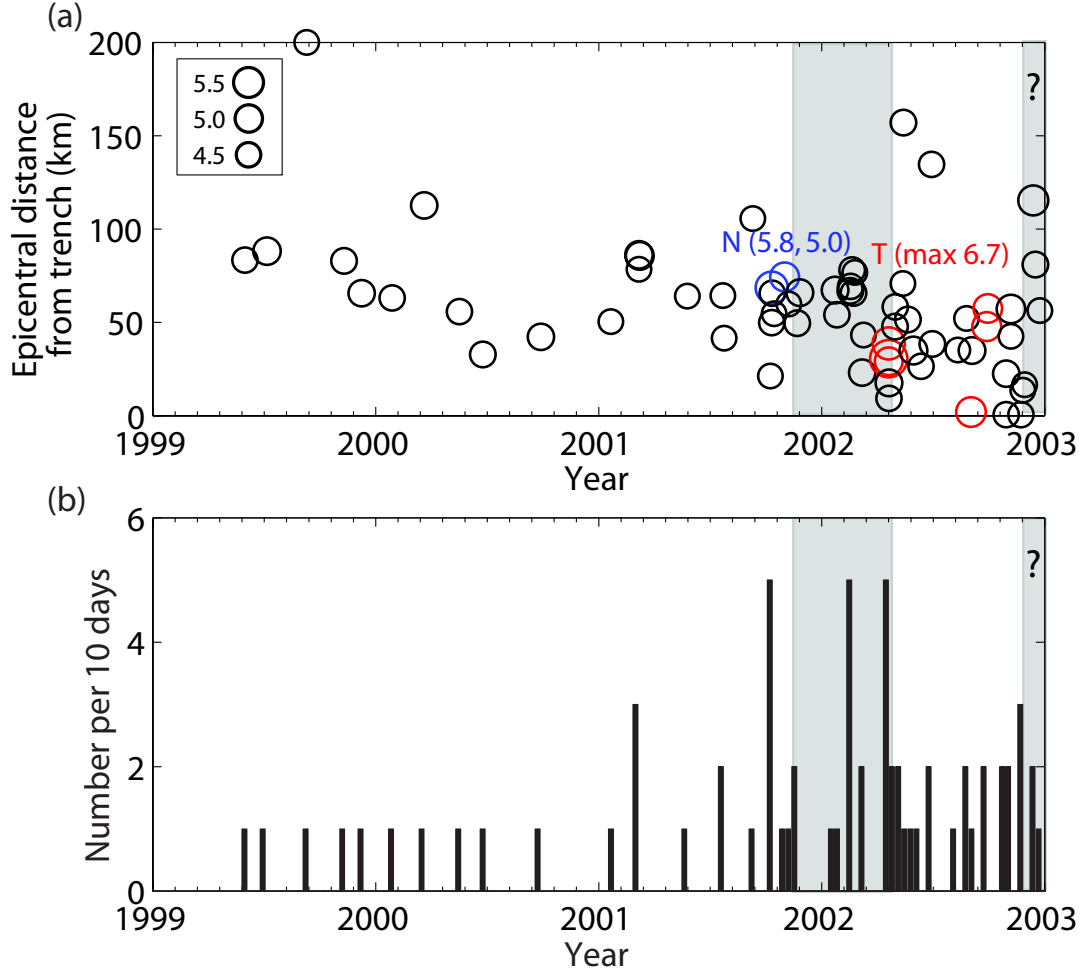 (a)
200
150
100
50
0
Epicentral distance
from trench (km)
5.5
5.0
4.5
N (5.8, 5.0)
T (max 6.7)
?
1999
2000
2001
2002
2003
Year
(b)
6
4
2
0
Number per 10 days
?
1999
2000
2001
2002
2003
Year